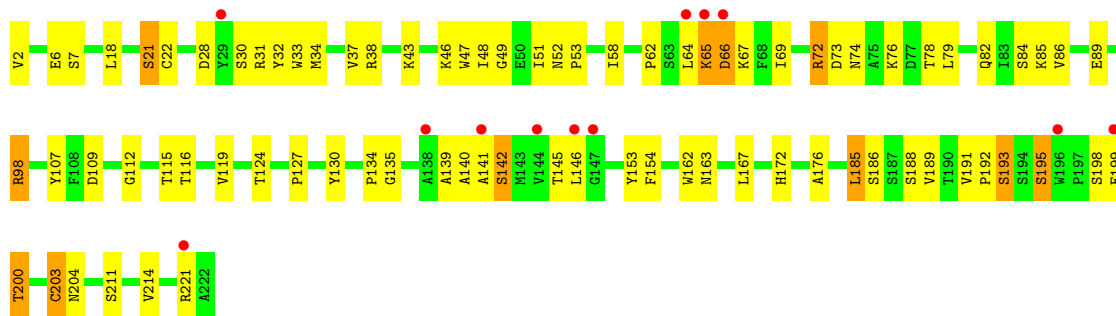 V2 E6 S7 L18 S21 C22 D28 Y29 S30 R31 Y32 W33 M34 V37 R38 K43 K46 W47 I48 G49 E50 I51 N52 P53 I58 P62 S63 L64 K65 D66 K67 F68 I69 R72 D73 N74 A75 K76 D77 T78 L79 Q82 I83 S84 K85 V86 E89
R98 Y107 F108 D109 G112 T115 T116 V119 T124 P127 Y130 P134 G135 A138 A139 A140 A141 S142 M143 V144 T145 L146 G147 Y153 F154 W162 N163 L167 H172 A176 L185 S186 S187 S188 V189 T190 V191 P192 S193 S194 S195 W196 P197 S198
T200 C203 N204 S211 V214 R221 A222